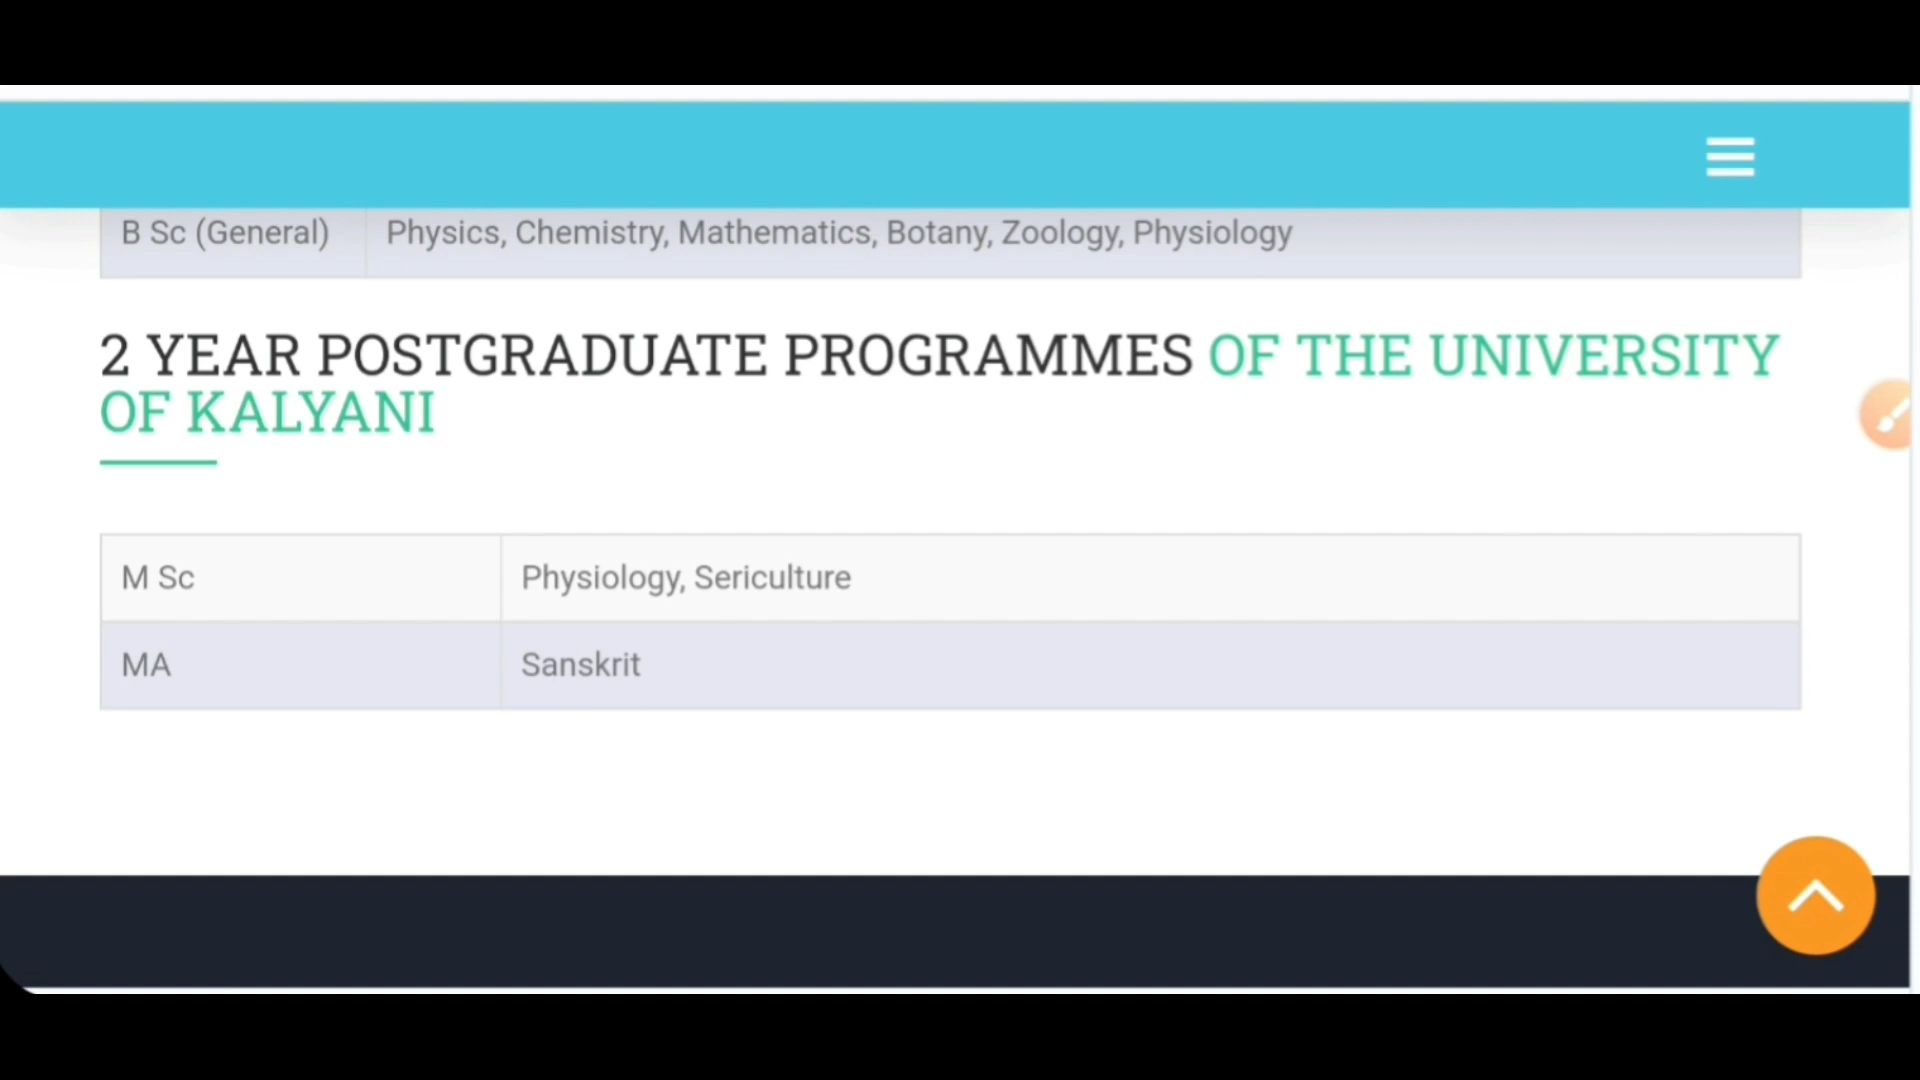 B Sc (General) Physics, Chemistry, Mathematics, Botany, Zoology, Physiology
2 YEAR POSTGRADUATE PROGRAMMES OF THE UNIVERSITY
OF KALYANI
M Sc Physiology, Sericulture
MA Sanskrit